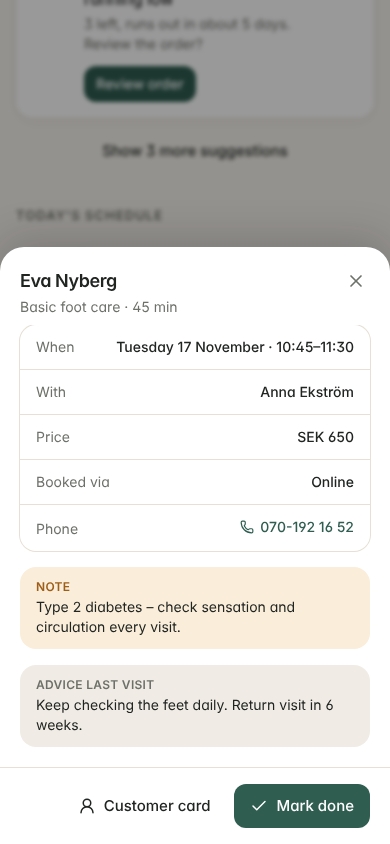 running low
3 left, runs out in about 5 days.
Review the order?
Review order
Show 3 more suggestions
TODAY'S SCHEDULE
Eva Nyberg
Basic foot care · 45 min
When Tuesday 17 November · 10:45–11:30
With Anna Ekström
Price SEK 650
Booked via Online
Phone 070-192 16 52
NOTE
Type 2 diabetes – check sensation and
circulation every visit.
ADVICE LAST VISIT
Keep checking the feet daily. Return visit in 6
weeks.
Customer card Mark done